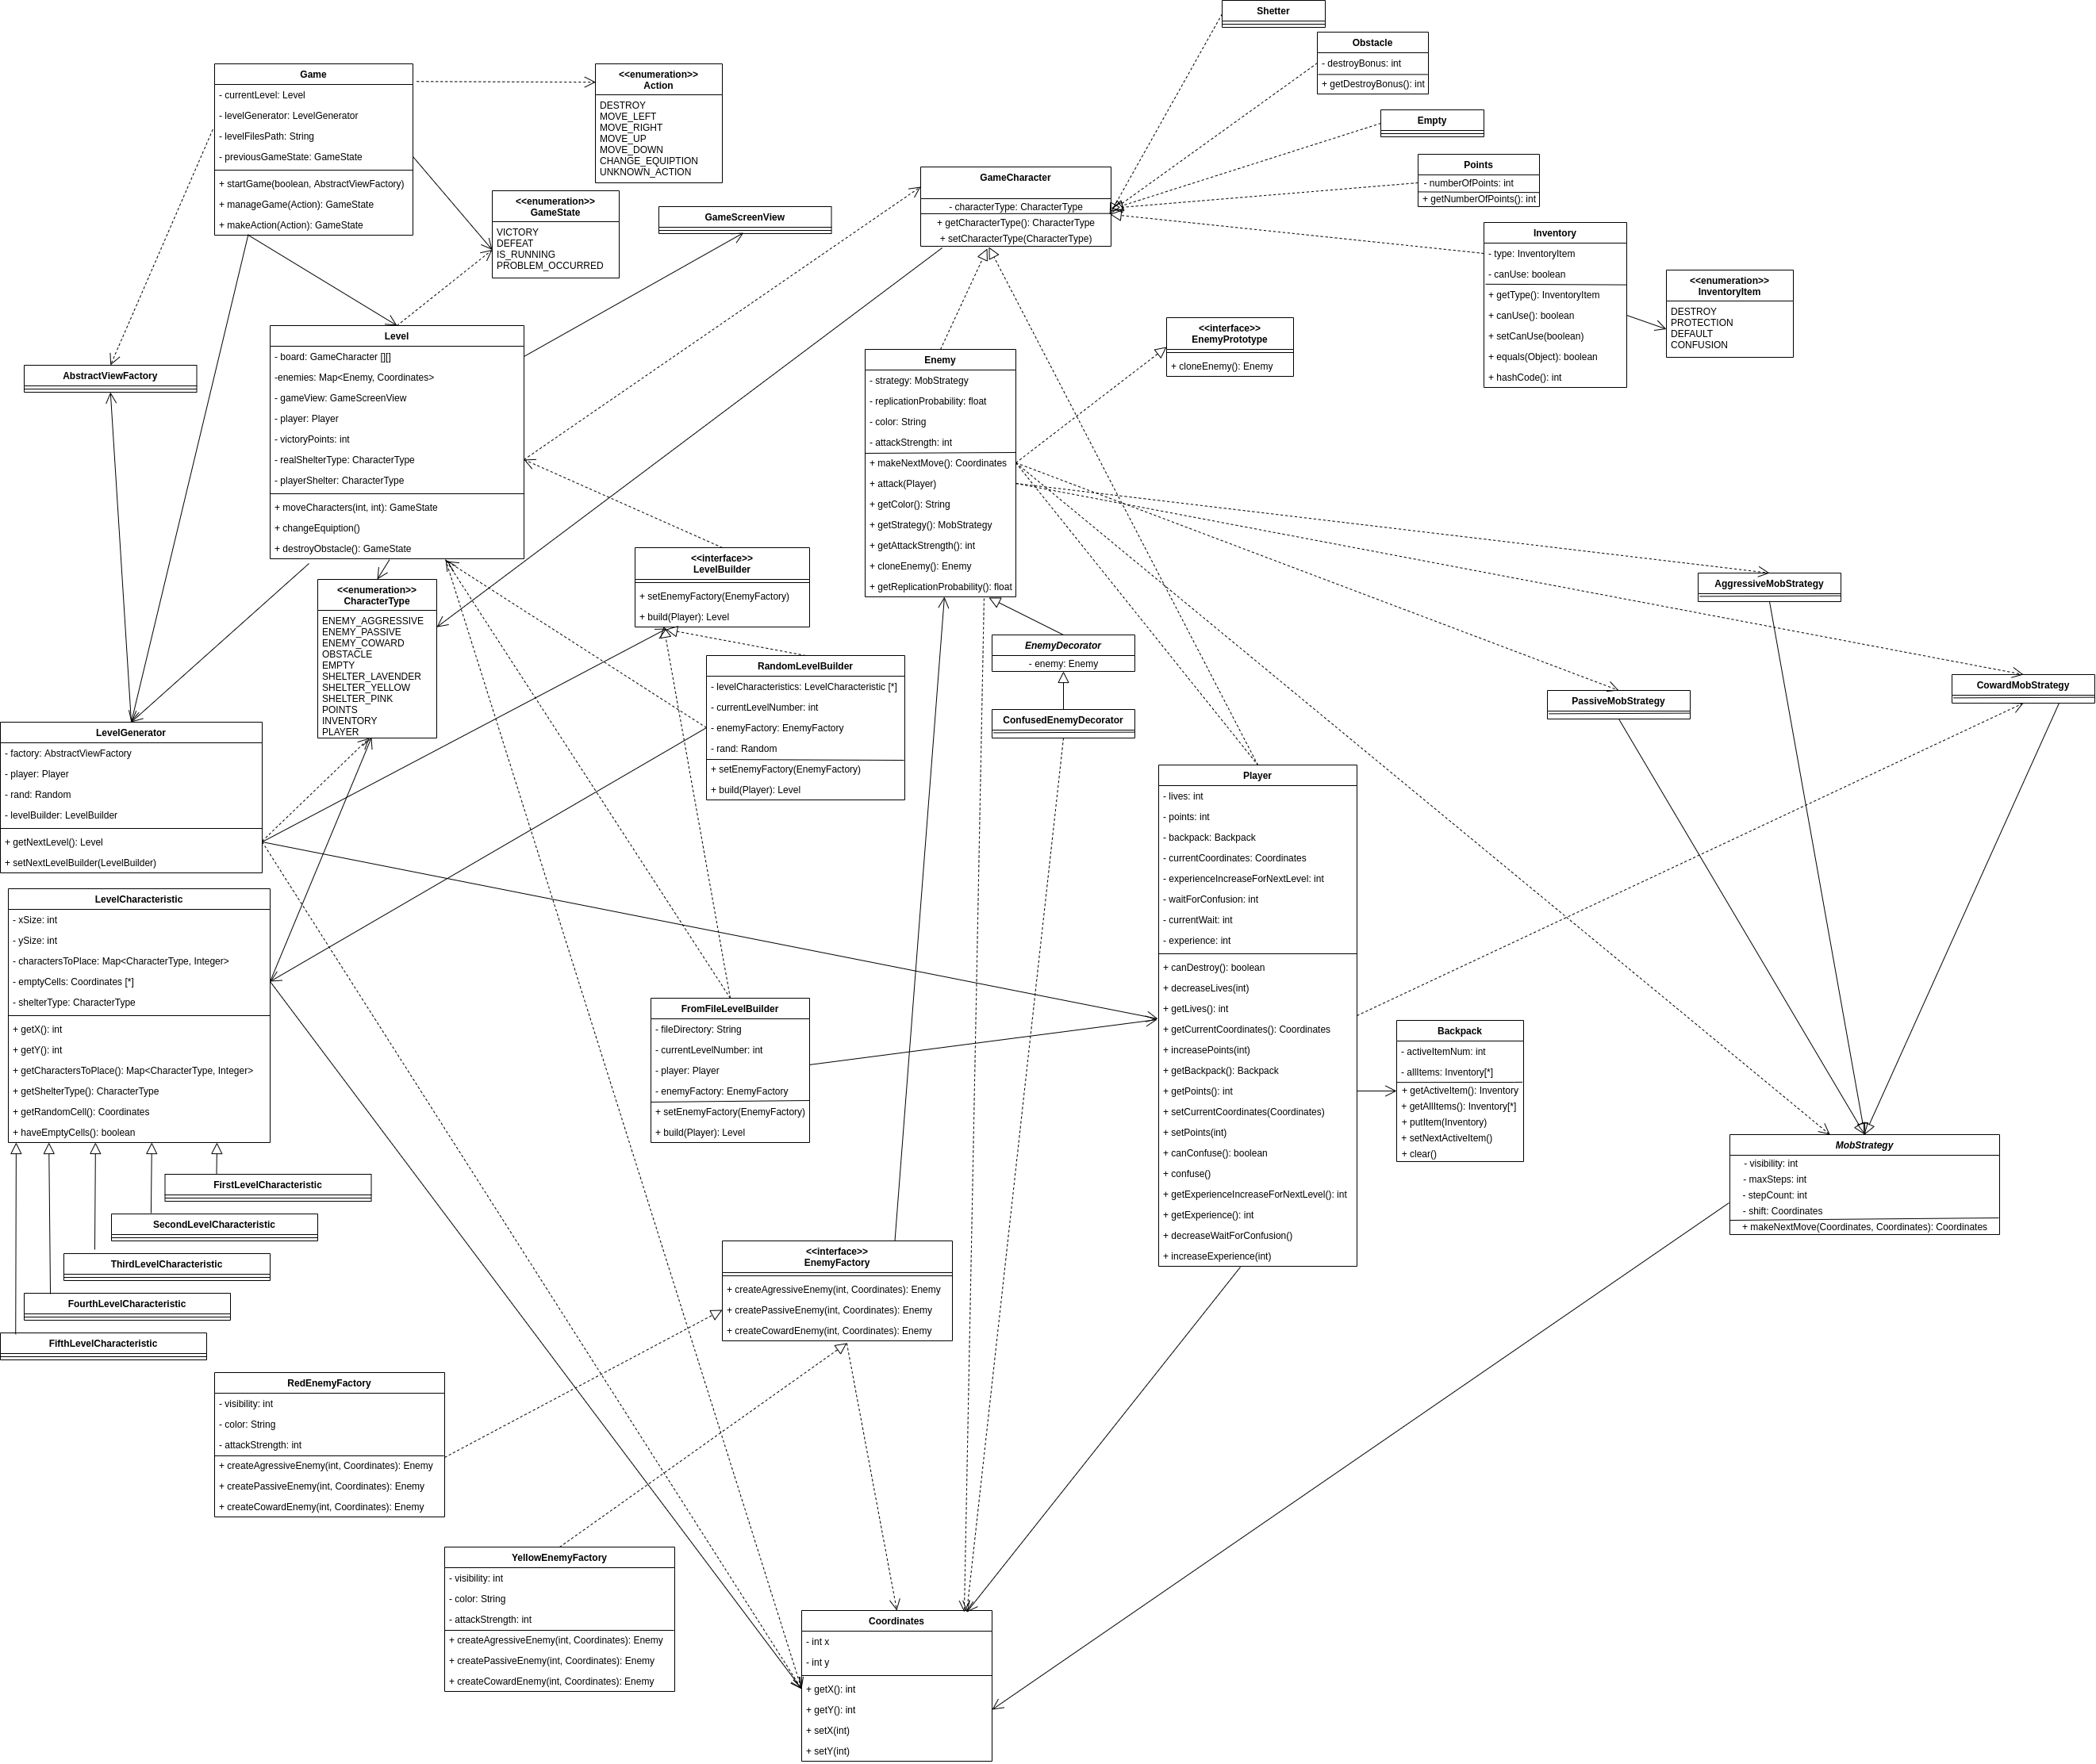 Shetter
Obstacle
- destroyBonus: int
+ getDestroyBonus(): int
Game
- currentLevel: Level
- levelGenerator: LevelGenerator
- levelFilesPath: String
- previousGameState: GameState
+ startGame(boolean, AbstractViewFactory)
+ manageGame(Action): GameState
+ makeAction(Action): GameState
<<enumeration>>
Action
DESTROY
MOVE_LEFT
MOVE_RIGHT
MOVE_UP
MOVE_DOWN
CHANGE_EQUIPTION
UNKNOWN_ACTION
Empty
Points
- numberOfPoints: int
+ getNumberOfPoints(): int
GameCharacter
- characterType: CharacterType
+ getCharacterType(): CharacterType
+ setCharacterType(CharacterType)
<<enumeration>>
GameState
VICTORY
DEFEAT
IS_RUNNING
PROBLEM_OCCURRED
GameScreenView
Inventory
- type: InventoryItem
- canUse: boolean
+ getType(): InventoryItem
+ canUse(): boolean
+ setCanUse(boolean)
+ equals(Object): boolean
+ hashCode(): int
<<enumeration>>
InventoryItem
DESTROY
PROTECTION
DEFAULT
CONFUSION
<<interface>>
EnemyPrototype
+ cloneEnemy(): Enemy
Level
- board: GameCharacter [][]
-enemies: Map<Enemy, Coordinates>
- gameView: GameScreenView
- player: Player
- victoryPoints: int
- realShelterType: CharacterType
- playerShelter: CharacterType
+ moveCharacters(int, int): GameState
+ changeEquiption()
+ destroyObstacle(): GameState
Enemy
- strategy: MobStrategy
- replicationProbability: float
- color: String
- attackStrength: int
+ makeNextMove(): Coordinates
+ attack(Player)
+ getColor(): String
+ getStrategy(): MobStrategy
+ getAttackStrength(): int
+ cloneEnemy(): Enemy
+ getReplicationProbability(): float
AbstractViewFactory
<<interface>>
LevelBuilder
+ setEnemyFactory(EnemyFactory)
+ build(Player): Level
AggressiveMobStrategy
<<enumeration>>
CharacterType
ENEMY_AGGRESSIVE
ENEMY_PASSIVE
ENEMY_COWARD
OBSTACLE
EMPTY
SHELTER_LAVENDER
SHELTER_YELLOW
SHELTER_PINK
POINTS
INVENTORY
PLAYER
EnemyDecorator
- enemy: Enemy
RandomLevelBuilder
- levelCharacteristics: LevelCharacteristic [*]
- currentLevelNumber: int
- enemyFactory: EnemyFactory
- rand: Random
+ setEnemyFactory(EnemyFactory)
+ build(Player): Level
CowardMobStrategy
PassiveMobStrategy
ConfusedEnemyDecorator
LevelGenerator
- factory: AbstractViewFactory
- player: Player
- rand: Random
- levelBuilder: LevelBuilder
+ getNextLevel(): Level
+ setNextLevelBuilder(LevelBuilder)
Player
- lives: int
- points: int
- backpack: Backpack
- currentCoordinates: Coordinates
- experienceIncreaseForNextLevel: int
- waitForConfusion: int
- currentWait: int
- experience: int
+ canDestroy(): boolean
+ decreaseLives(int)
+ getLives(): int
+ getCurrentCoordinates(): Coordinates
+ increasePoints(int)
+ getBackpack(): Backpack
+ getPoints(): int
+ setCurrentCoordinates(Coordinates)
+ setPoints(int)
+ canConfuse(): boolean
+ confuse()
+ getExperienceIncreaseForNextLevel(): int
+ getExperience(): int
+ decreaseWaitForConfusion()
+ increaseExperience(int)
LevelCharacteristic
- xSize: int
- ySize: int
- charactersToPlace: Map<CharacterType, Integer>
- emptyCells: Coordinates [*]
- shelterType: CharacterType
+ getX(): int
+ getY(): int
+ getCharactersToPlace(): Map<CharacterType, Integer>
+ getShelterType(): CharacterType
+ getRandomCell(): Coordinates
+ haveEmptyCells(): boolean
FromFileLevelBuilder
- fileDirectory: String
- currentLevelNumber: int
- player: Player
- enemyFactory: EnemyFactory
+ setEnemyFactory(EnemyFactory)
+ build(Player): Level
Backpack
- activeItemNum: int
- allItems: Inventory[*]
+ getActiveItem(): Inventory
+ getAllItems(): Inventory[*]
+ putItem(Inventory)
+ setNextActiveItem()
+ clear()
MobStrategy
- visibility: int
- maxSteps: int
- stepCount: int
- shift: Coordinates
+ makeNextMove(Coordinates, Coordinates): Coordinates
FirstLevelCharacteristic
SecondLevelCharacteristic
ThirdLevelCharacteristic
FourthLevelCharacteristic
FifthLevelCharacteristic
<<interface>>
EnemyFactory
+ createAgressiveEnemy(int, Coordinates): Enemy
+ createPassiveEnemy(int, Coordinates): Enemy
+ createCowardEnemy(int, Coordinates): Enemy
RedEnemyFactory
- visibility: int
- color: String
- attackStrength: int
+ createAgressiveEnemy(int, Coordinates): Enemy
+ createPassiveEnemy(int, Coordinates): Enemy
+ createCowardEnemy(int, Coordinates): Enemy
YellowEnemyFactory
- visibility: int
- color: String
- attackStrength: int
+ createAgressiveEnemy(int, Coordinates): Enemy
+ createPassiveEnemy(int, Coordinates): Enemy
+ createCowardEnemy(int, Coordinates): Enemy
Coordinates
- int x
- int y
+ getX(): int
+ getY(): int
+ setX(int)
+ setY(int)